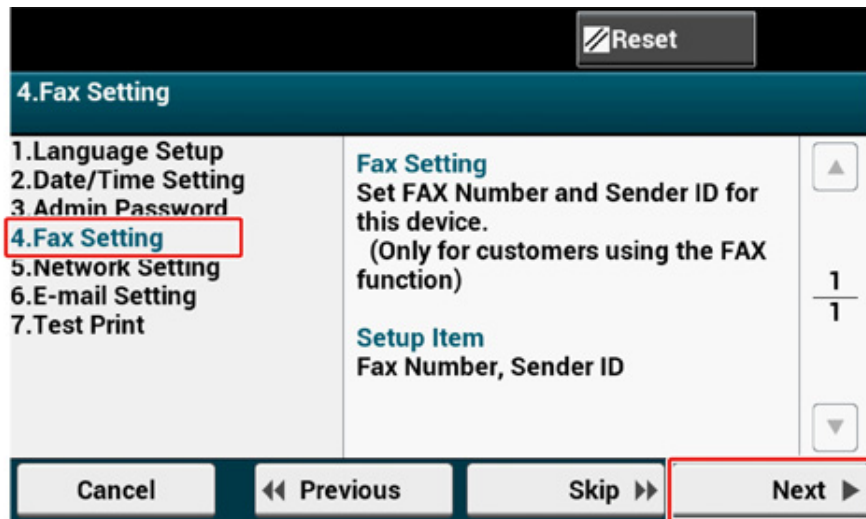 Reset
4.Fax Setting
1.Language Setup
2.Date/Time Setting
3.Admin Password
4.Fax Setting
5.Network Setting
6.E-mail Setting
7.Test Print
Fax Setting
Set FAX Number and Sender ID for
this device.
(Only for customers using the FAX
function)
Setup Item
Fax Number, Sender ID
1
1
Cancel
Previous
Skip
Next